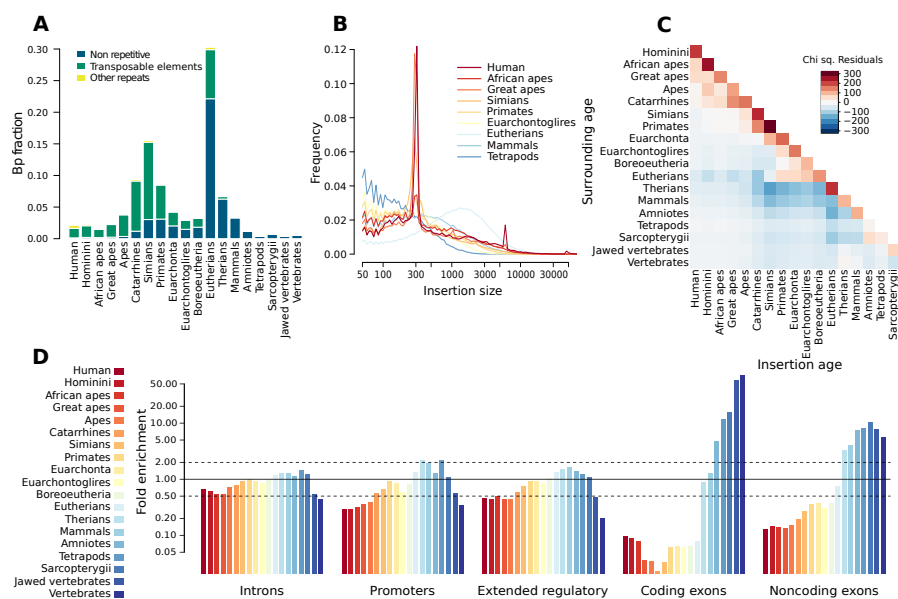 A
Bp fraction
0.30
0.25
0.20
0.15
0.10
0.05
0.00
Non repetitive
Transposable elements
Other repeats
Human
Hominini
African apes
Great apes
Apes
Catarrhines
Simians
Primates
Euarchonta
Euarchontoglires
Boreoeutheria
Eutherians
Therians
Mammals
Amniotes
Tetrapods
Sarcopterygii
Jawed vertebrates
Vertebrates
B
Frequency
0.12
0.10
0.08
0.06
0.04
0.02
0.00
Human
African apes
Great apes
Simians
Primates
Euarchontoglires
Eutherians
Mammals
Tetrapods
50 100 300 1000 3000 10000 30000
Insertion size
C
Surrounding age
Hominini
African apes
Great apes
Apes
Catarrhines
Simians
Primates
Euarchonta
Euarchontoglires
Boreoeutheria
Eutherians
Therians
Mammals
Amniotes
Tetrapods
Sarcopterygii
Jawed vertebrates
Vertebrates
Chi sq. Residuals
300
200
100
0
−100
−200
−300
Human
Hominini
African apes
Great apes
Apes
Catarrhines
Simians
Primates
Euarchonta
Euarchontoglires
Boreoeutheria
Eutherians
Therians
Mammals
Amniotes
Tetrapods
Sarcopterygii
Insertion age
D
Human
Hominini
African apes
Great apes
Apes
Catarrhines
Simians
Primates
Euarchonta
Euarchontoglires
Boreoeutheria
Eutherians
Therians
Mammals
Amniotes
Tetrapods
Sarcopterygii
Jawed vertebrates
Vertebrates
Fold enrichment
50.00
20.00
10.00
5.00
2.00
1.00
0.50
0.20
0.10
0.05
Introns
Promoters
Extended regulatory
Coding exons
Noncoding exons